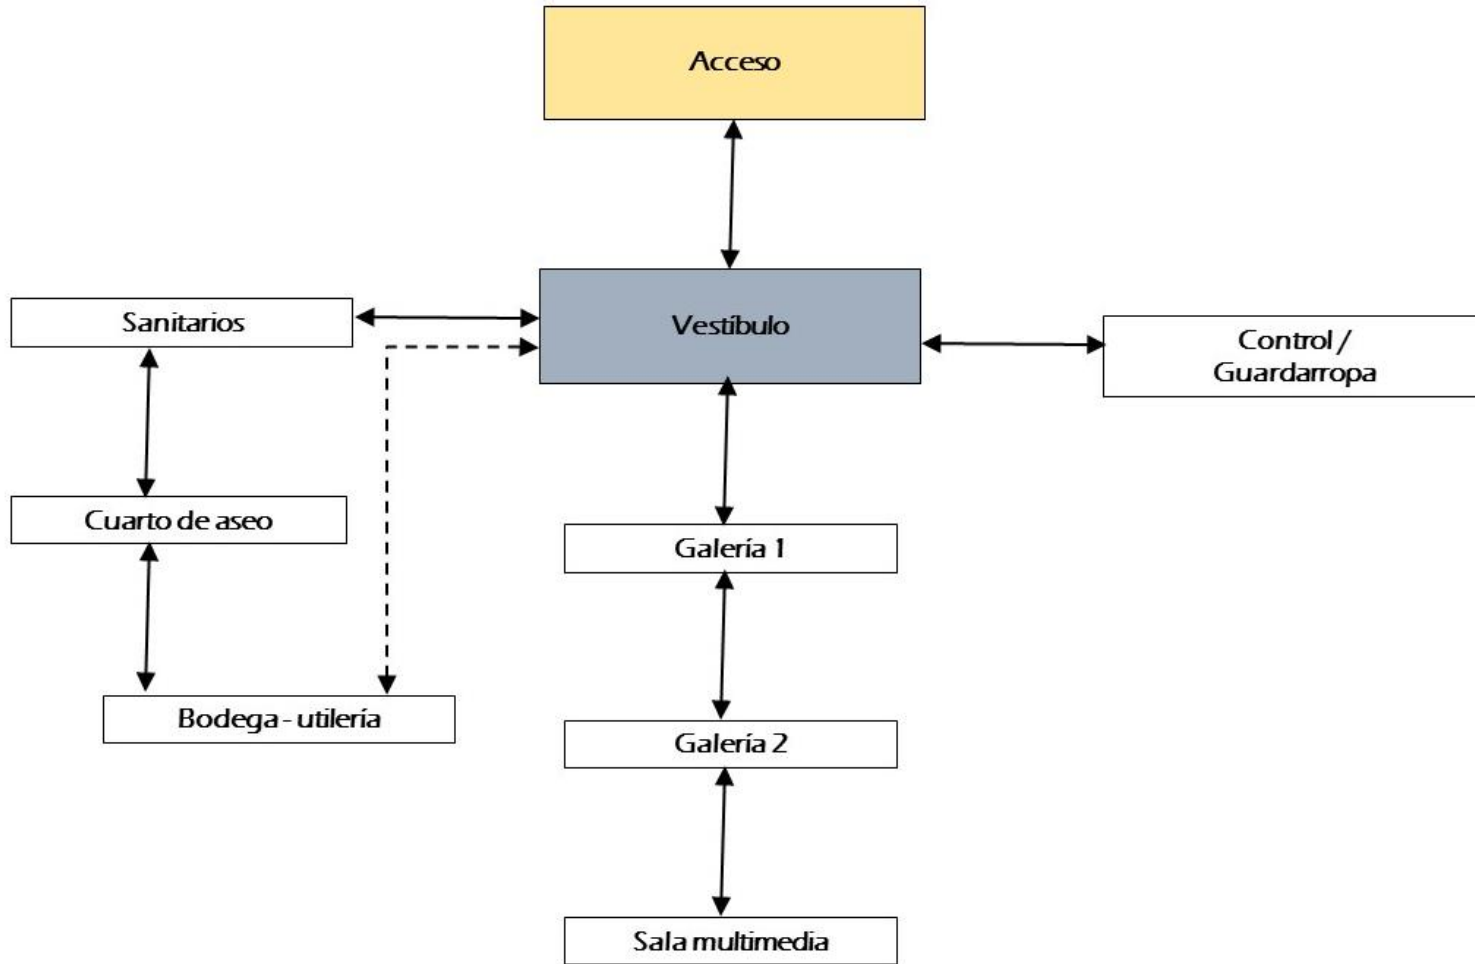 Acceso
Sanitarios
Vestíbulo
Control /
Guardarropa
Cuarto de aseo
Galería 1
Bodega - utilería
Galería 2
Sala multimedia